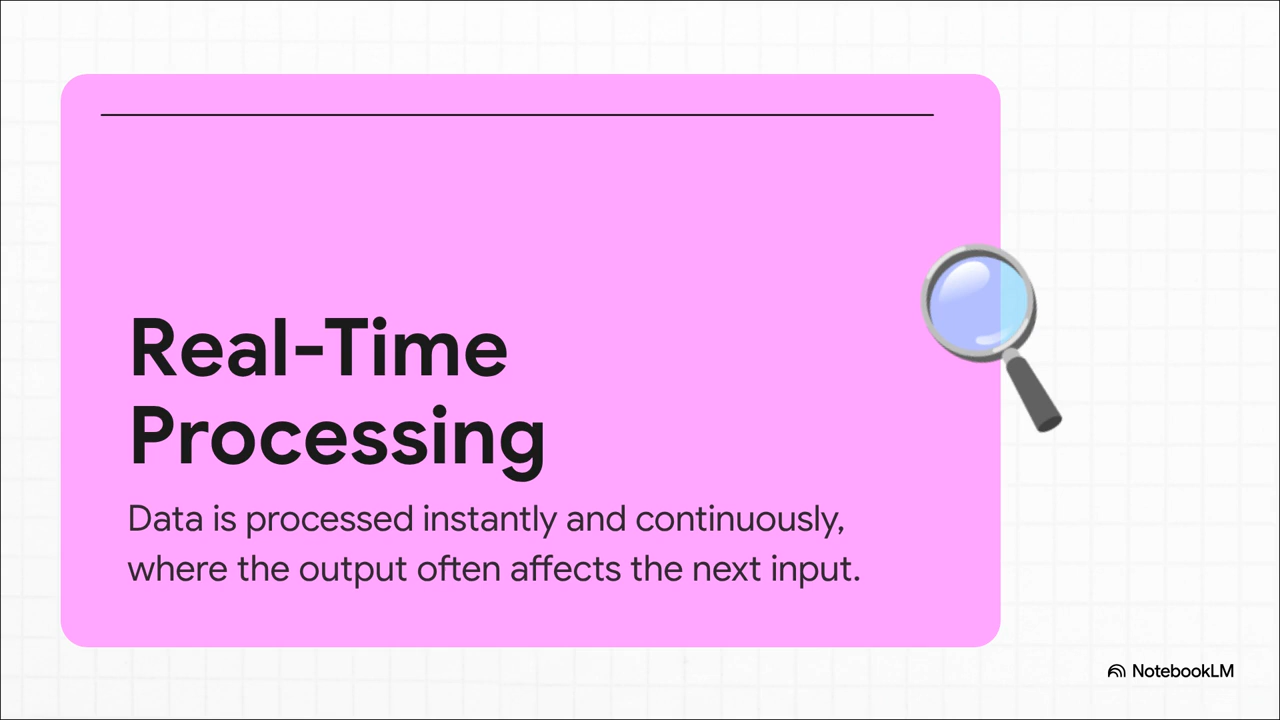 Real-Time
Processing
Data is processed instantly and continuously,
where the output often affects the next input.
NotebookLM